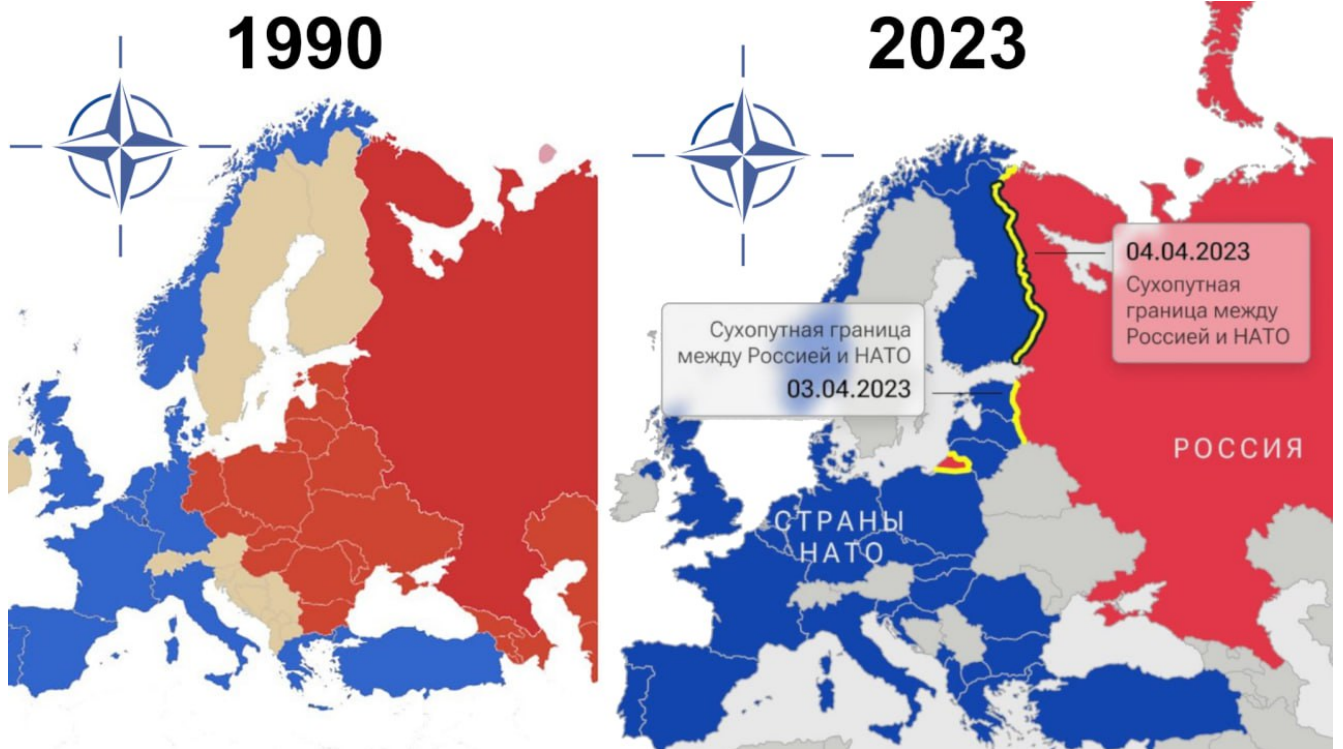 1990
2023
04.04.2023
Сухопутная
граница между
Россией и НАТО
Сухопутная граница
между Россией и НАТО
03.04.2023
РОССИЯ
СТРАНЫ
НАТО